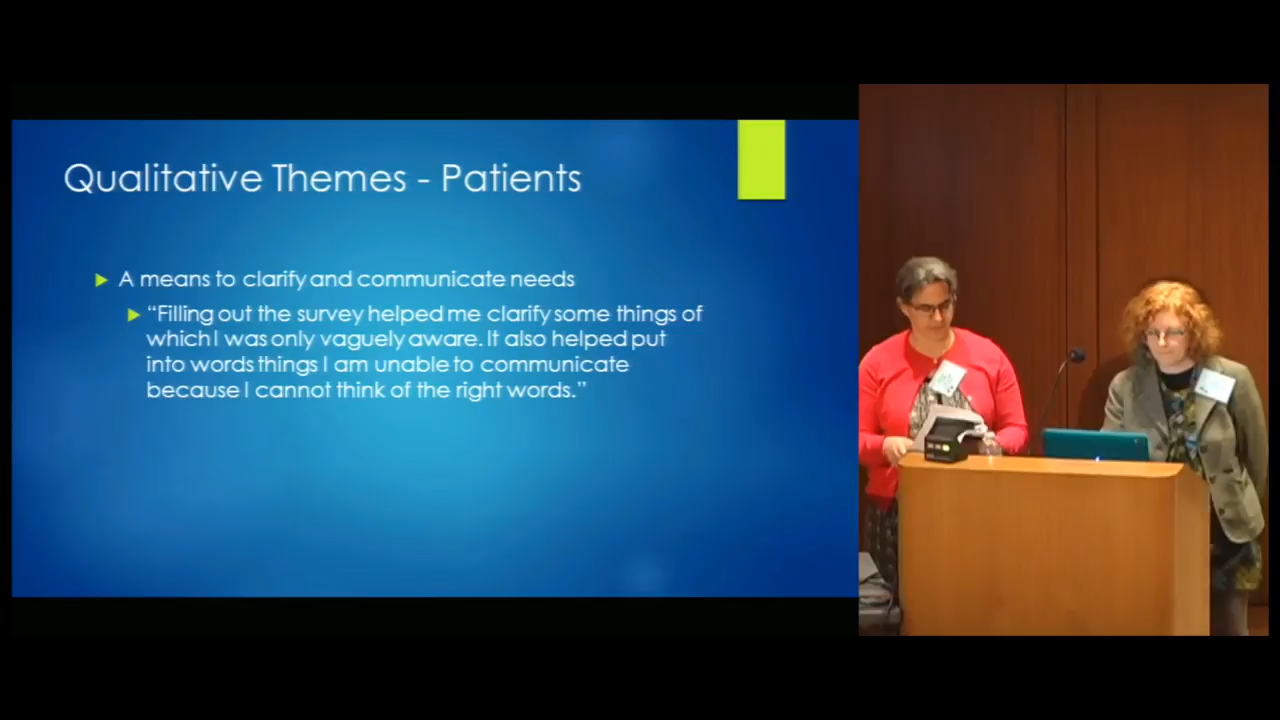 Qualitative Themes - Patients
A means to clarify and communicate needs
“Filling out the survey helped me clarify some things of
which I was only vaguely aware. It also helped put
into words things I am unable to communicate
because I cannot think of the right words.”